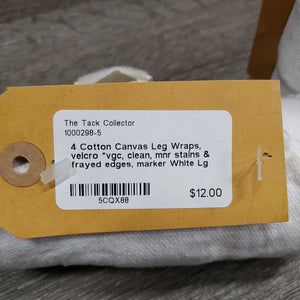 The Tack Collector
1000298-5
4 Cotton Canvas Leg Wraps,
velcro *vgc, clean, mnr stains &
frayed edges, marker White Lg
5CQX88
$12.00